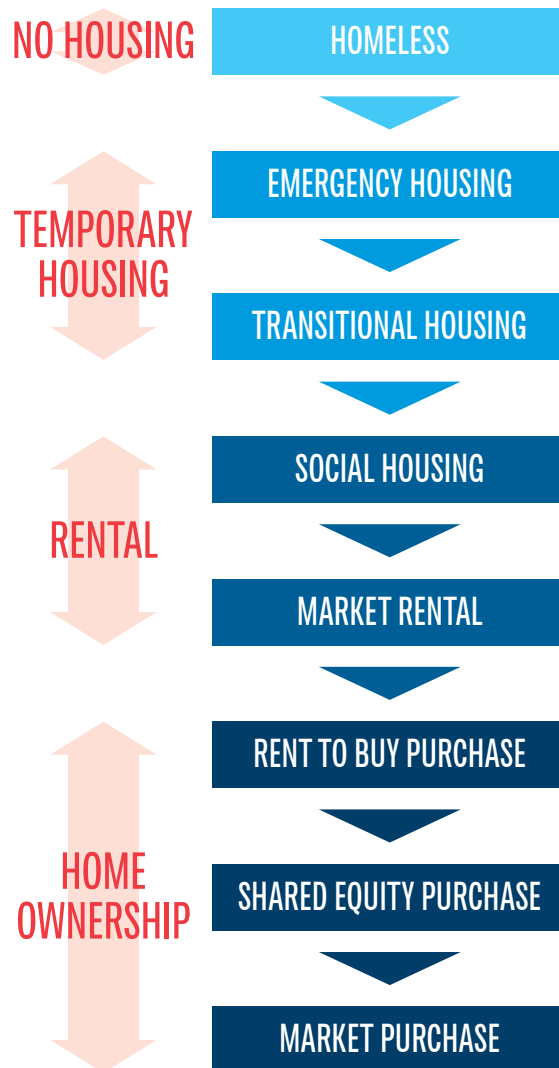 NO HOUSING
HOMELESS
TEMPORARY
HOUSING
EMERGENCY HOUSING
TRANSITIONAL HOUSING
RENTAL
SOCIAL HOUSING
MARKET RENTAL
HOME
OWNERSHIP
RENT TO BUY PURCHASE
SHARED EQUITY PURCHASE
MARKET PURCHASE